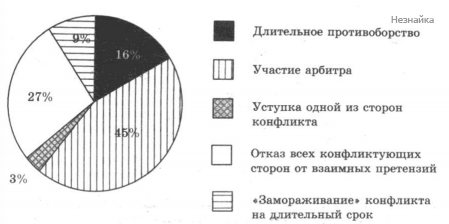 Незнайка
9%
16%
27%
45%
3%
Длительное противоборство
Участие арбитра
Уступка одной из сторон
конфликта
Отказ всех конфликтующих
сторон от взаимных претензий
«Замораживание» конфликта
на длительный срок